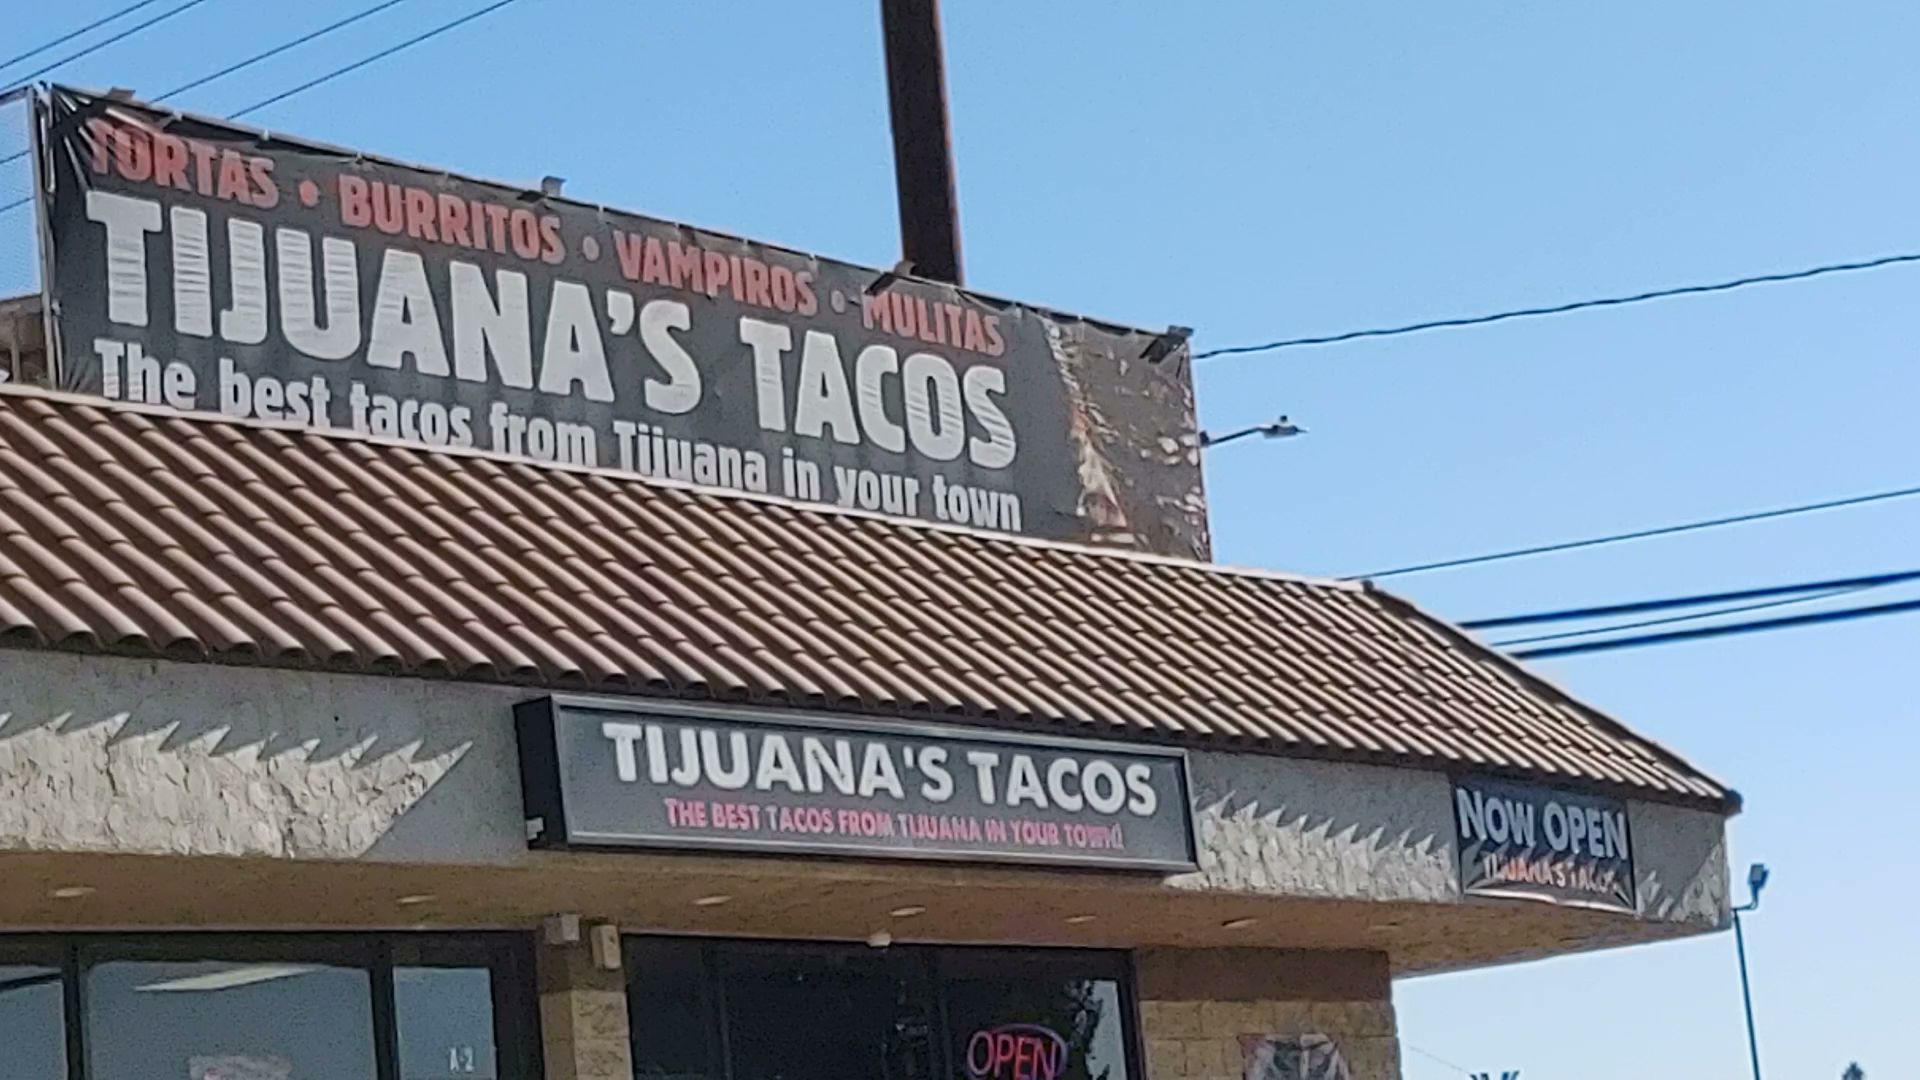 TORTAS • BURRITOS • VAMPIROS • MULITAS
TIJUANA'S TACOS
The best tacos from Tijuana in your town
TIJUANA'S TACOS
THE BEST TACOS FROM TIJUANA IN YOUR TOWN!
NOW OPEN
TIJUANA'S TACOS
OPEN
A-2